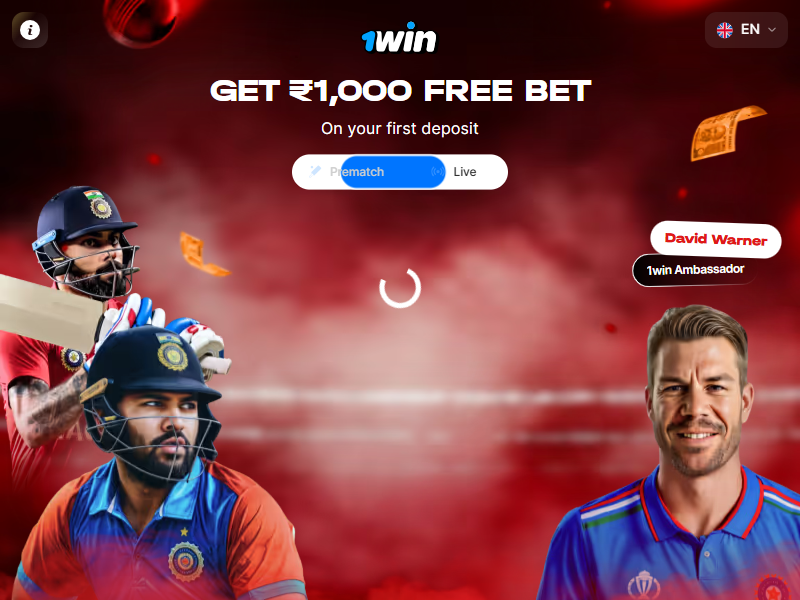 i
1win
EN
GET ₹1,000 FREE BET
On your first deposit
Prematch
Live
David Warner
1win Ambassador